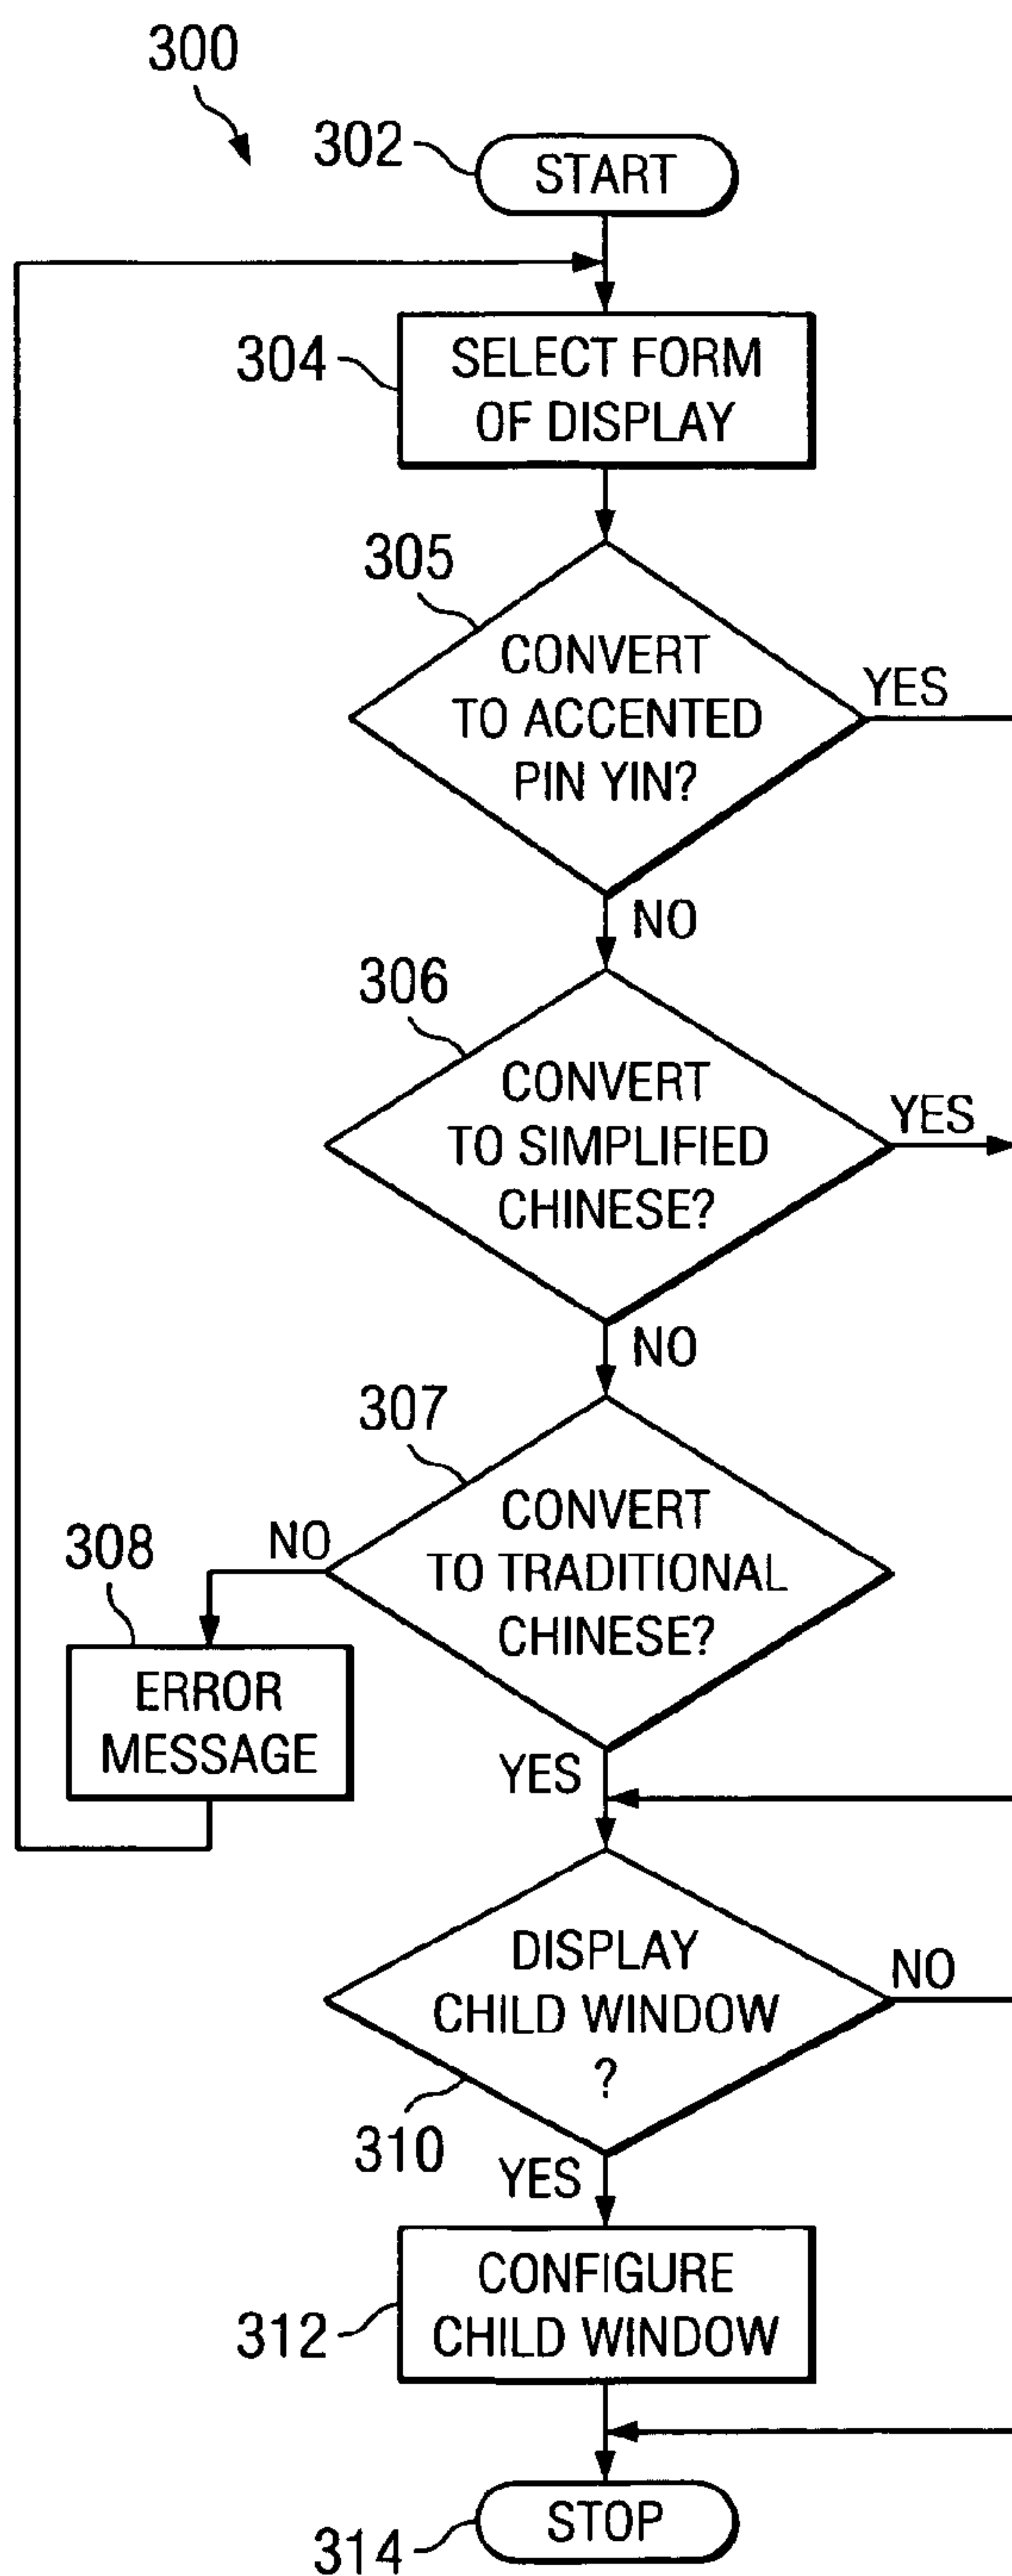 300
302
START
304
SELECT FORM
OF DISPLAY
305
CONVERT
TO ACCENTED
PIN YIN?
YES
NO
306
CONVERT
TO SIMPLIFIED
CHINESE?
YES
NO
307
CONVERT
TO TRADITIONAL
CHINESE?
NO
308
ERROR
MESSAGE
YES
DISPLAY
CHILD WINDOW
?
NO
310
YES
CONFIGURE
CHILD WINDOW
312
STOP
314